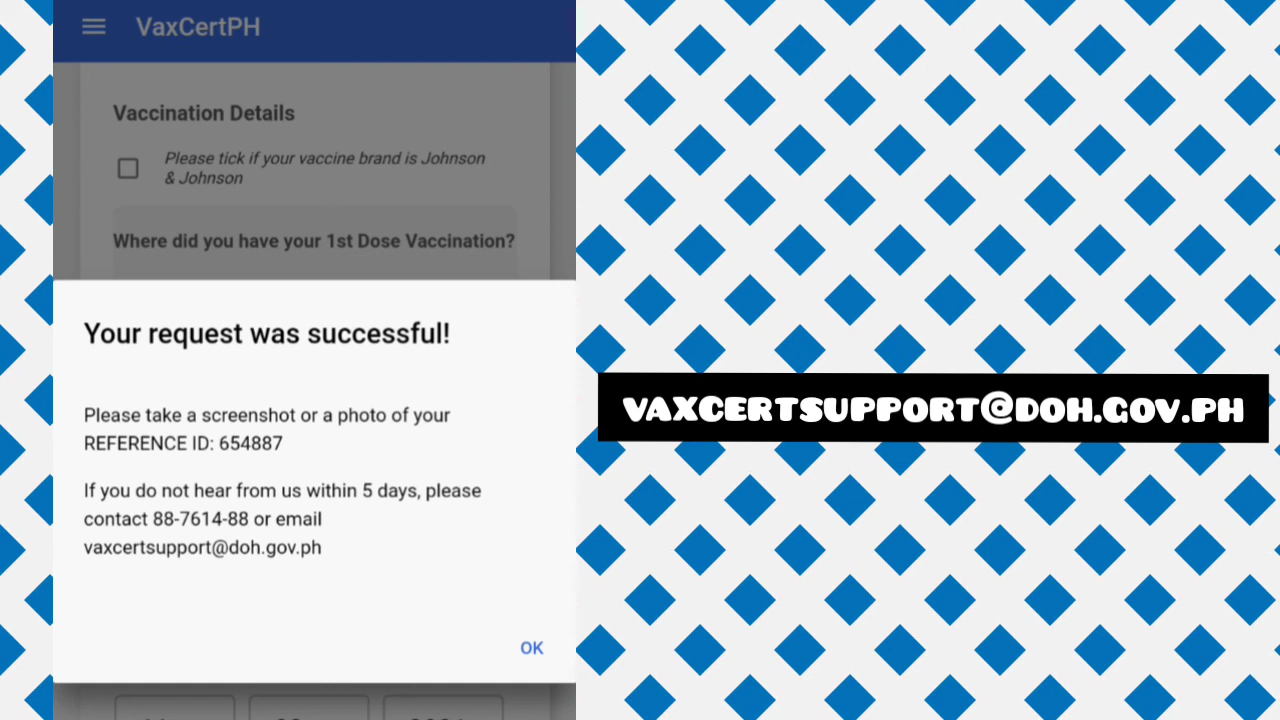 VaxCertPH
Vaccination Details
Please tick if your vaccine brand is Johnson
& Johnson
Where did you have your 1st Dose Vaccination?
Your request was successful!
Please take a screenshot or a photo of your
REFERENCE ID: 654887
If you do not hear from us within 5 days, please
contact 88-7614-88 or email
vaxcertsupport@doh.gov.ph
OK
VAXCERTSUPPORT@DOH.GOV.PH